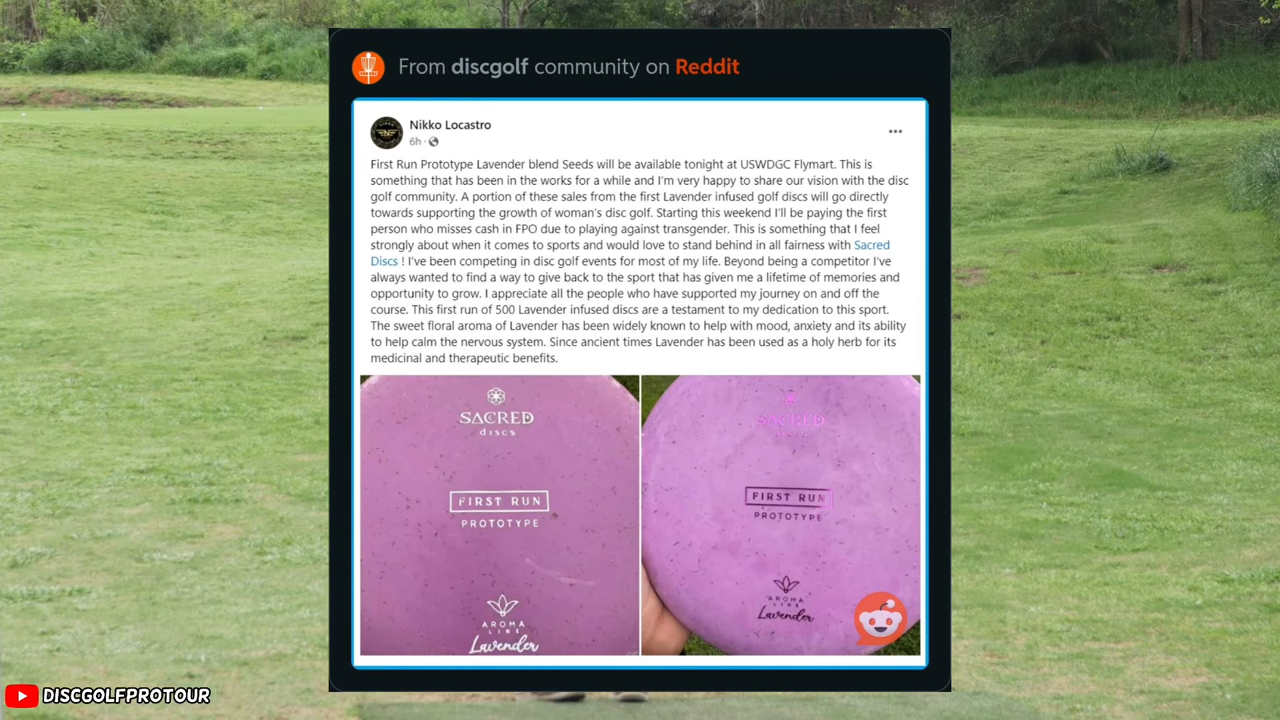 From discgolf community on Reddit
Nikko Locastro
6h ·
First Run Prototype Lavender blend Seeds will be available tonight at USWDGC Flymart. This is
something that has been in the works for a while and I'm very happy to share our vision with the disc
golf community. A portion of these sales from the first Lavender infused golf discs will go directly
towards supporting the growth of woman's disc golf. Starting this weekend I'll be paying the first
person who misses cash in FPO due to playing against transgender. This is something that I feel
strongly about when it comes to sports and would love to stand behind in all fairness with Sacred
Discs ! I've been competing in disc golf events for most of my life. Beyond being a competitor I've
always wanted to find a way to give back to the sport that has given me a lifetime of memories and
opportunity to grow. I appreciate all the people who have supported my journey on and off the
course. This first run of 500 Lavender infused discs are a testament to my dedication to this sport.
The sweet floral aroma of Lavender has been widely known to help with mood, anxiety and its ability
to help calm the nervous system. Since ancient times Lavender has been used as a holy herb for its
medicinal and therapeutic benefits.
SACRED
discs
FIRST RUN
PROTOTYPE
AROMA
LINE
Lavender
SACRED
discs
FIRST RUN
PROTOTYPE
AROMA
LINE
Lavender
DISCGOLFPROTOUR